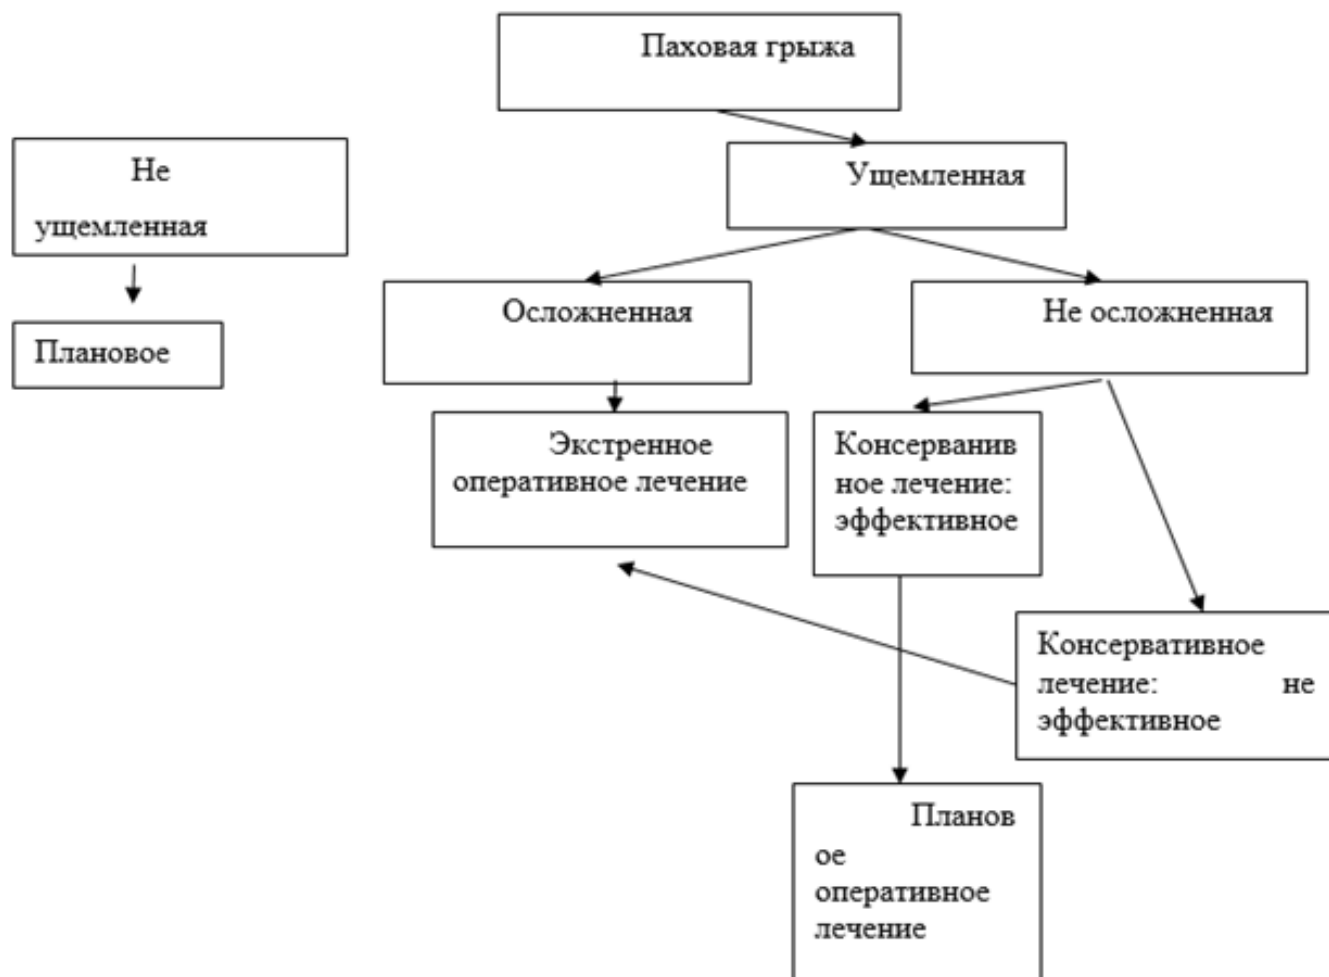 Паховая грыжа
Не
ущемленная
Ущемленная
Плановое
Осложненная
Не осложненная
Экстренное
оперативное лечение
Консерванив
ное лечение:
эффективное
Консервативное
лечение: не
эффективное
Планов
ое
оперативное
лечение